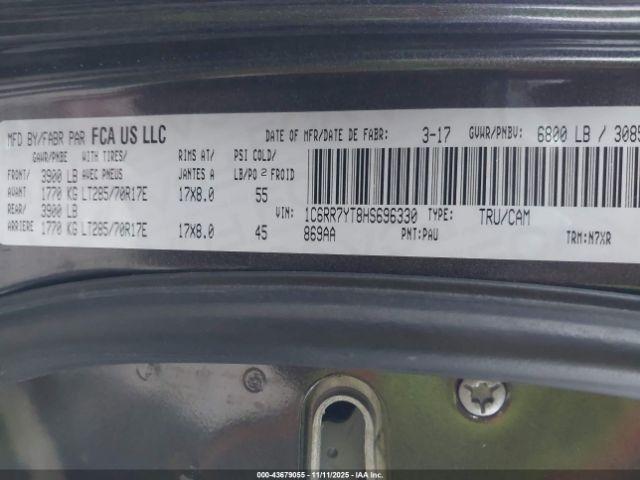 MFD BY/FABR PAR FCA US LLC DATE OF MFR/DATE DE FABR: 3-17 GVWR/PNBV: 6800 LB / 3085
GAWR/PNBE WITH TIRES/ RIMS AT/ PSI COLD/
FRONT/ 3900 LB AVEC PNEUS JANTES A LB/PO² FROID
AVANT 1770 KG LT285/70R17E 17X8.0 55
REAR/ 3900 LB VIN: 1C6RR7YT8HS696330 TYPE: TRU/CAM
ARRIERE 1770 KG LT285/70R17E 17X8.0 45 869AA PNT:PAU TRM:N7XR
000-43679055 - 11/11/2025 - IAAI.COM